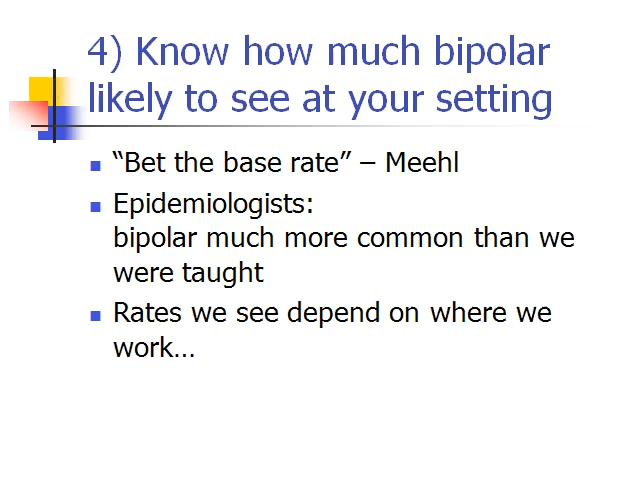 4) Know how much bipolar
likely to see at your setting
“Bet the base rate” – Meehl
Epidemiologists:
bipolar much more common than we
were taught
Rates we see depend on where we
work…